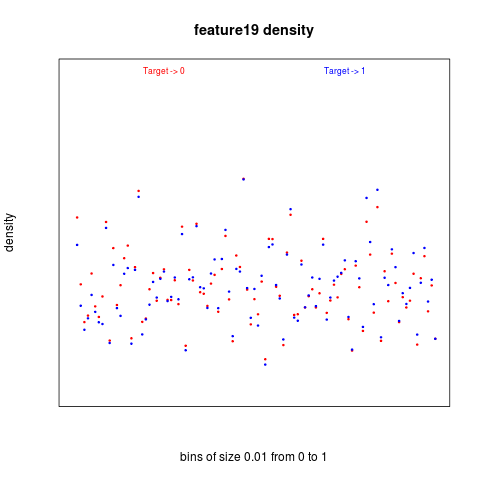 feature19 density
Target -> 0
Target -> 1
density
bins of size 0.01 from 0 to 1